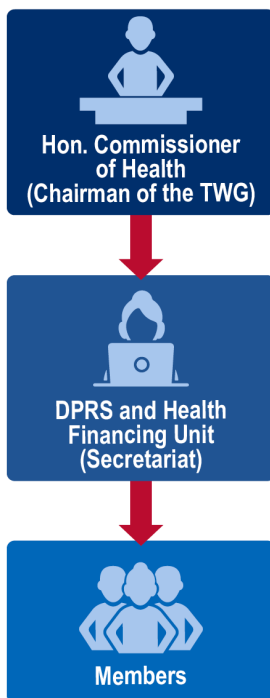 Hon. Commissioner
of Health
(Chairman of the TWG)
DPRS and Health
Financing Unit
(Secretariat)
Members